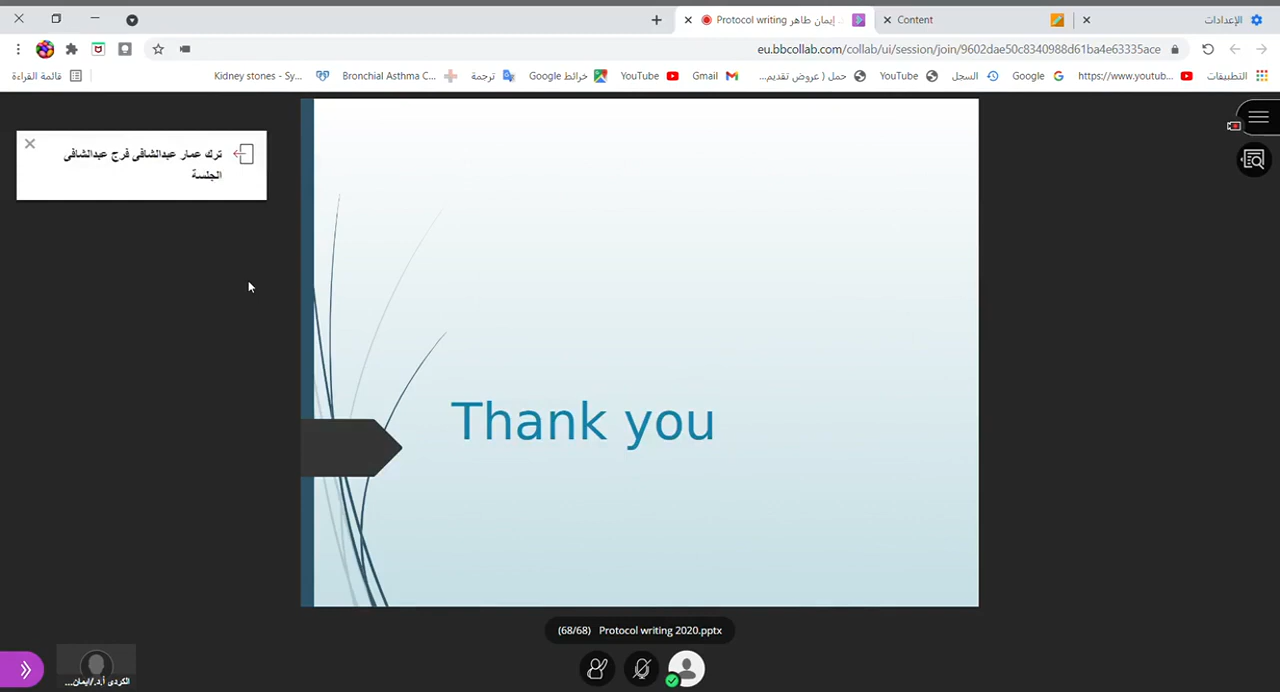 Protocol writing إيمان طاهر
Content
الإعدادات
eu.bbcollab.com/collab/ui/session/join/9602dae50c8340988d61ba4e63335ace
التطبيقات
https://www.youtub...
Google
السجل
YouTube
حمل ( عروض تقديم...
Gmail
YouTube
خرائط Google
ترجمة
Bronchial Asthma C...
Kidney stones - Sy...
قائمة القراءة
ترك عمار عبدالشافى فرج عبدالشافى
الجلسة
Thank you
(68/68) Protocol writing 2020.pptx
الكردى أ.د./ايمان...